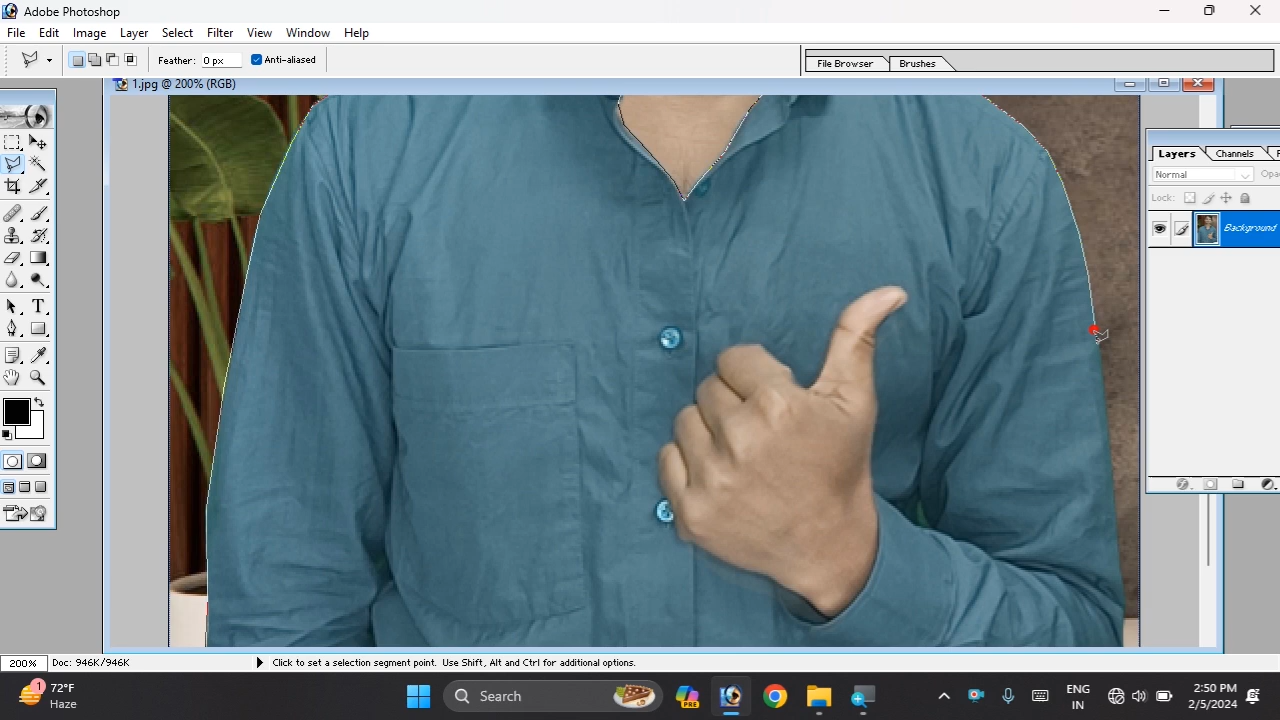 Adobe Photoshop
File Edit Image Layer Select Filter View Window Help
Feather: 0 px Anti-aliased File Browser Brushes
1.jpg @ 200% (RGB)
Layers Channels
Normal Opa
Lock:
Background
200% Doc: 946K/946K Click to set a selection segment point. Use Shift, Alt and Ctrl for additional options.
1 72°F
Haze
Search
PRE
ENG
IN
2:50 PM
2/5/2024